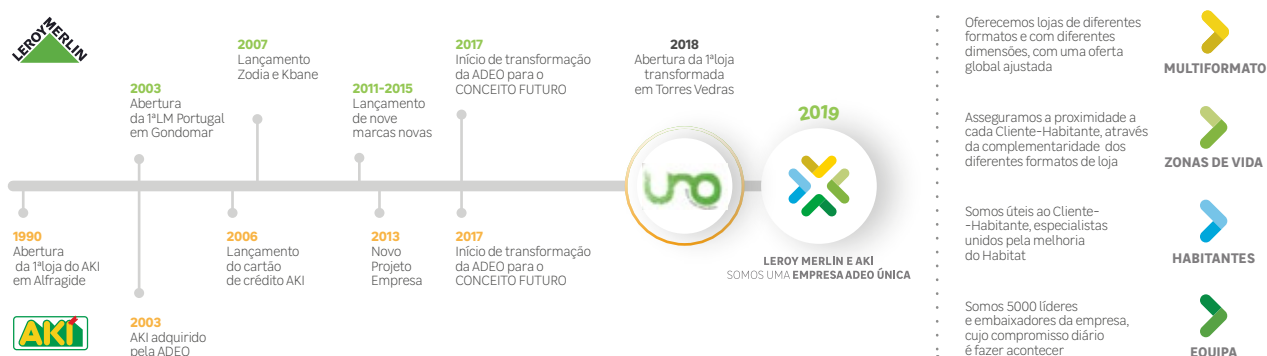 LEROY MERLIN
2003
Abertura
da 1ªLM Portugal
em Gondomar
2007
Lançamento
Zodia e Kbane
2011-2015
Lançamento
de nove
marcas novas
2017
Início de transformação
da ADEO para o
CONCEITO FUTURO
2018
Abertura da 1ªloja
transformada
em Torres Vedras
2019
uno
LEROY MERLIN E AKI
SOMOS UMA EMPRESA ADEO ÚNICA
1990
Abertura
da 1ªloja do AKI
em Alfragide
2003
AKI adquirido
pela ADEO
2006
Lançamento
do cartão
de crédito AKI
2013
Novo
Projeto
Empresa
2017
Início de transformação
da ADEO para o
CONCEITO FUTURO
AKI
Oferecemos lojas de diferentes
formatos e com diferentes
dimensões, com uma oferta
global ajustada
MULTIFORMATO
Asseguramos a proximidade a
cada Cliente-Habitante, através
da complementaridade dos
diferentes formatos de loja
ZONAS DE VIDA
Somos úteis ao Cliente-
-Habitante, especialistas
unidos pela melhoria
do Habitat
HABITANTES
Somos 5000 líderes
e embaixadores da empresa,
cujo compromisso diário
é fazer acontecer
EQUIPA